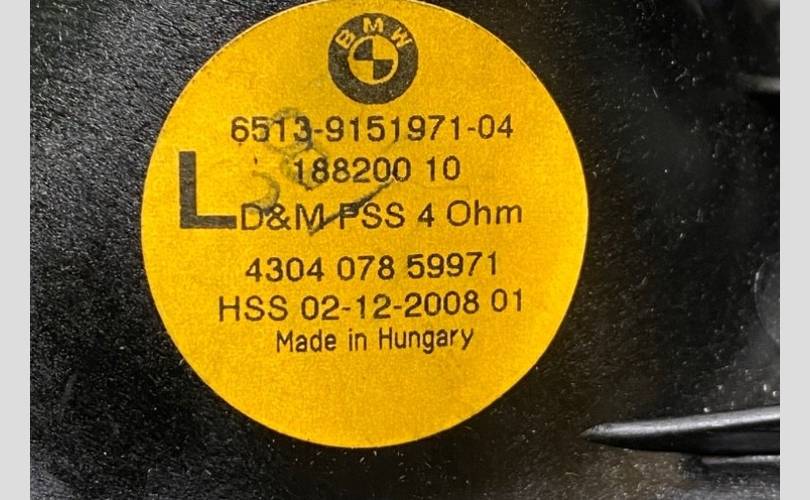 BMW
6513-9151971-04
188200 10
L D&M PSS 4 Ohm
4304 078 59971
HSS 02-12-2008 01
Made in Hungary